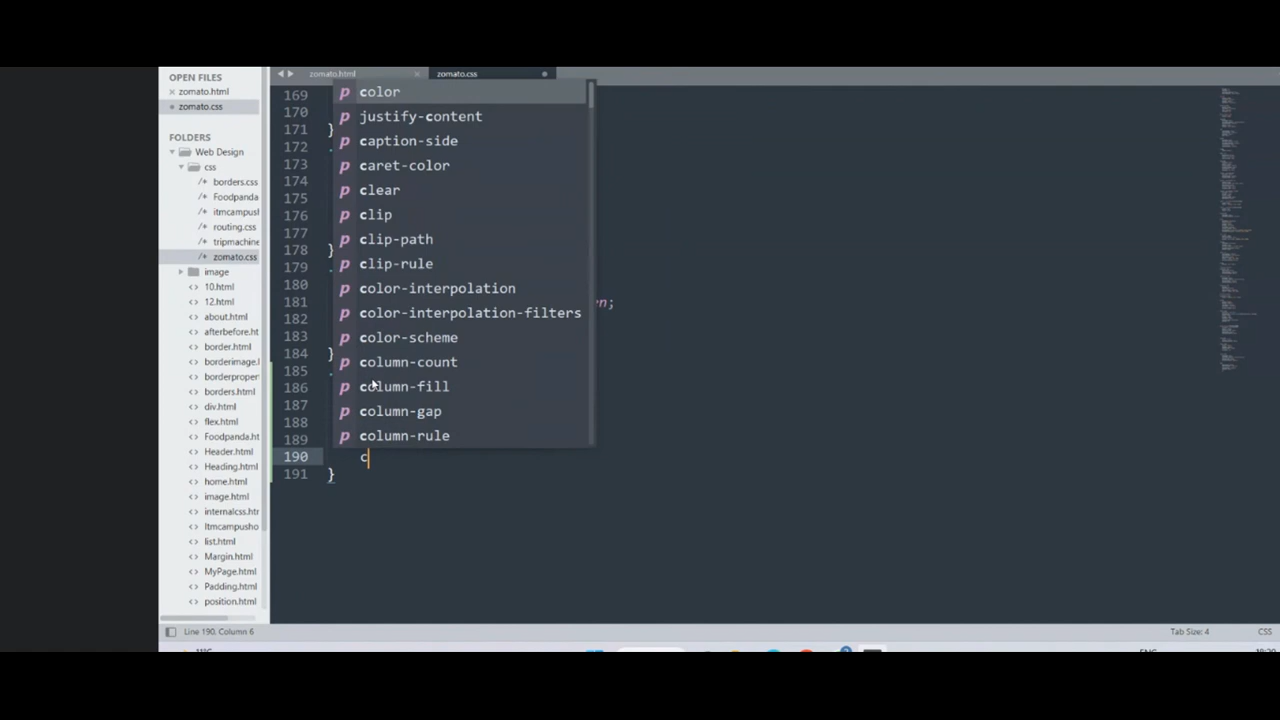 OPEN FILES
zomato.html
zomato.css
FOLDERS
Web Design
css
/* borders.css
/* Foodpanda
/* itmcampusl
/* routing.css
/* tripmachine
/* zomato.css
image
<> 10.html
<> 12.html
<> about.html
<> afterbefore.ht
<> border.html
<> borderimage.l
<> borderproper
<> borders.html
<> div.html
<> flex.html
<> Foodpanda.ht
<> Header.html
<> Heading.html
<> home.html
<> image.html
<> internalcss.htr
<> Itmcampusho
<> list.html
<> Margin.html
<> MyPage.html
<> Padding.html
<> position.html
zomato.html
zomato.css
169
170
171 }
172 .
173
174
175
176
177
178 }
179 .
180
181 en;
182
183
184 }
185 .
186
187
188
189
190 c
191 }
p color
p justify-content
p caption-side
p caret-color
p clear
p clip
p clip-path
p clip-rule
p color-interpolation
p color-interpolation-filters
p color-scheme
p column-count
p column-fill
p column-gap
p column-rule
Line 190, Column 6
Tab Size: 4
CSS